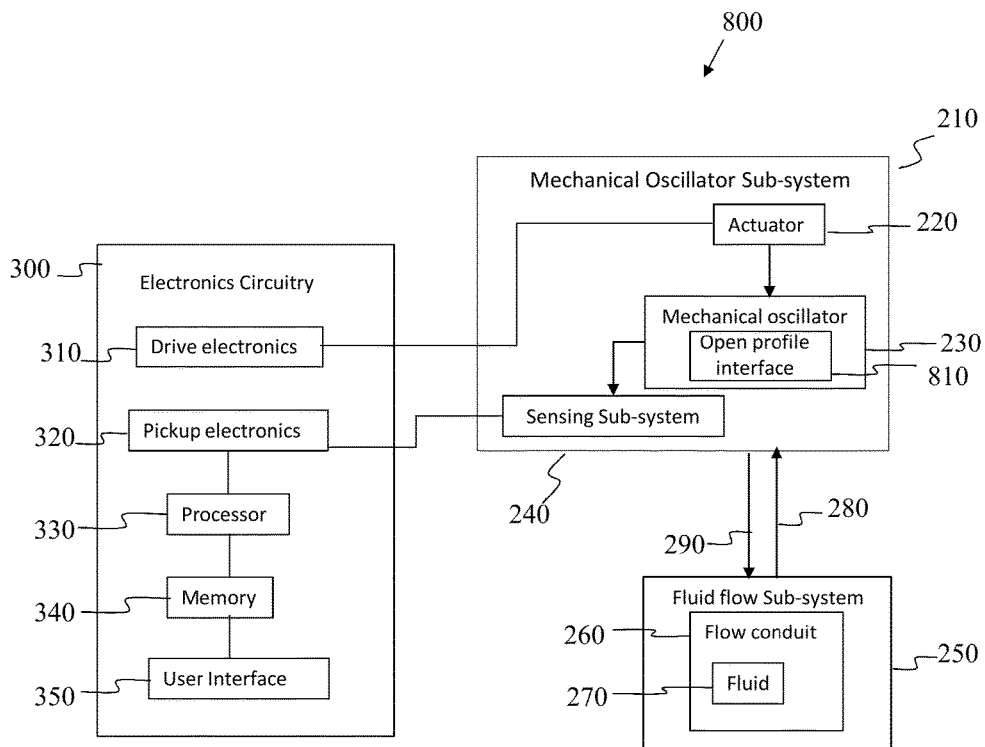 800
210
Mechanical Oscillator Sub-system
Actuator
220
300
Electronics Circuitry
Mechanical oscillator
Open profile
interface
230
810
310
Drive electronics
Sensing Sub-system
320
Pickup electronics
240
280
290
330
Processor
340
Memory
350
User Interface
Fluid flow Sub-system
260
Flow conduit
250
270
Fluid